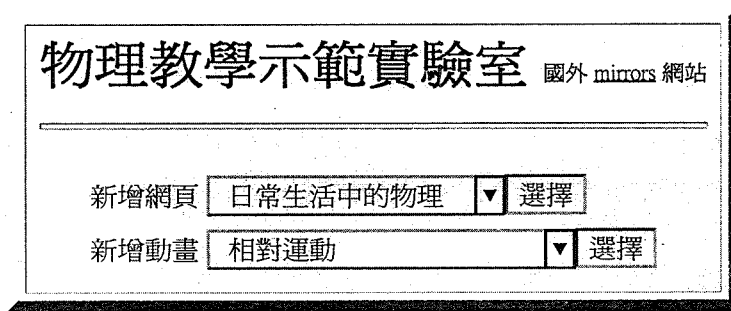 物理教學示範實驗室 國外 mirrors 網站
新增網頁 日常生活中的物理 ▼ 選擇
新增動畫 相對運動 ▼ 選擇